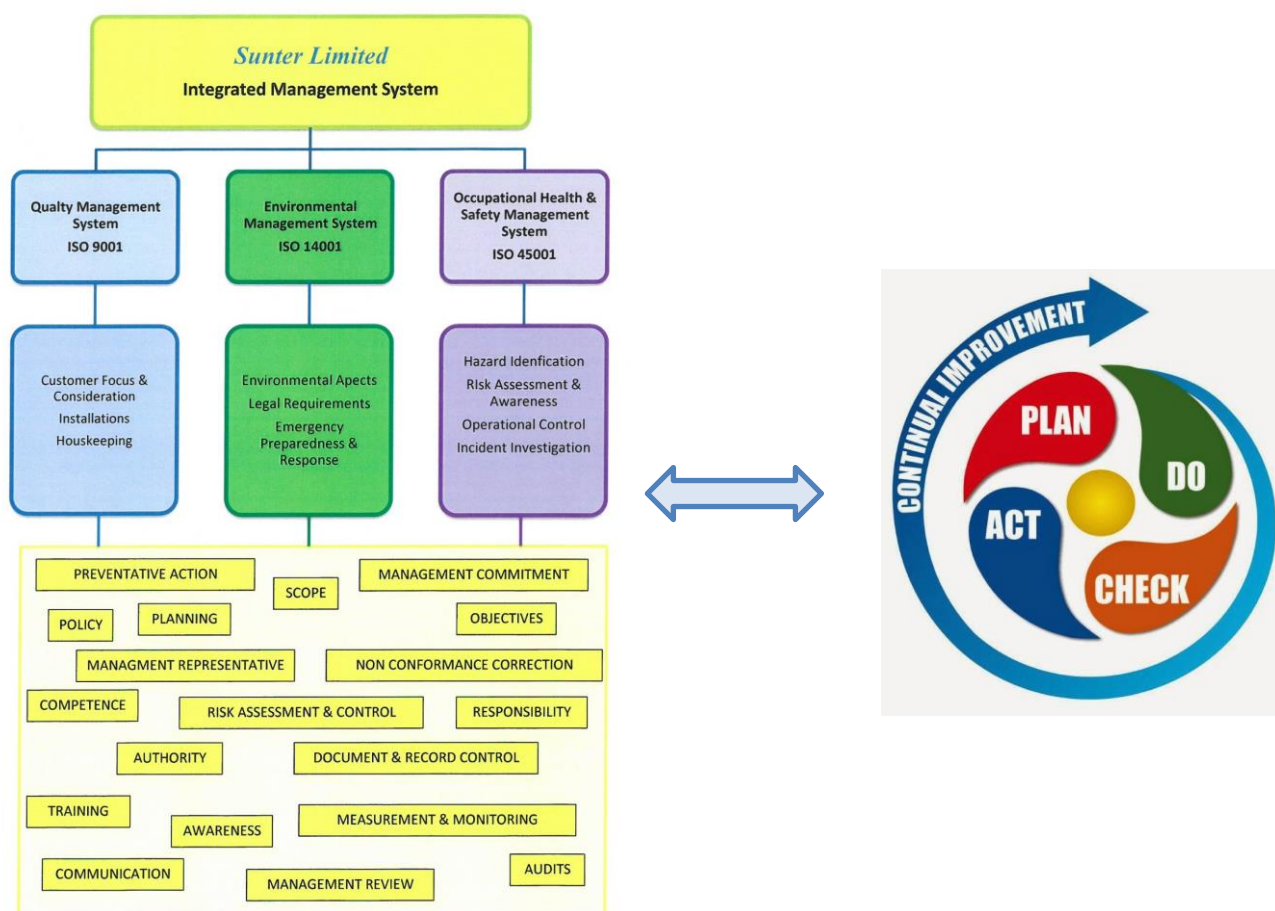 Sunter Limited
Integrated Management System
Qualty Management
System
ISO 9001
Environmental
Management System
ISO 14001
Occupational Health &
Safety Management
System
ISO 45001
Customer Focus &
Consideration
Installations
Houskeeping
Environmental Apects
Legal Requirements
Emergency
Preparedness &
Response
Hazard Idenfication
RIsk Assessment &
Awareness
Operational Control
Incident Investigation
PREVENTATIVE ACTION
SCOPE
MANAGEMENT COMMITMENT
POLICY
PLANNING
OBJECTIVES
MANAGMENT REPRESENTATIVE
NON CONFORMANCE CORRECTION
COMPETENCE
RISK ASSESSMENT & CONTROL
RESPONSIBILITY
AUTHORITY
DOCUMENT & RECORD CONTROL
TRAINING
AWARENESS
MEASUREMENT & MONITORING
COMMUNICATION
MANAGEMENT REVIEW
AUDITS
CONTINUAL IMPROVEMENT
PLAN
DO
CHECK
ACT